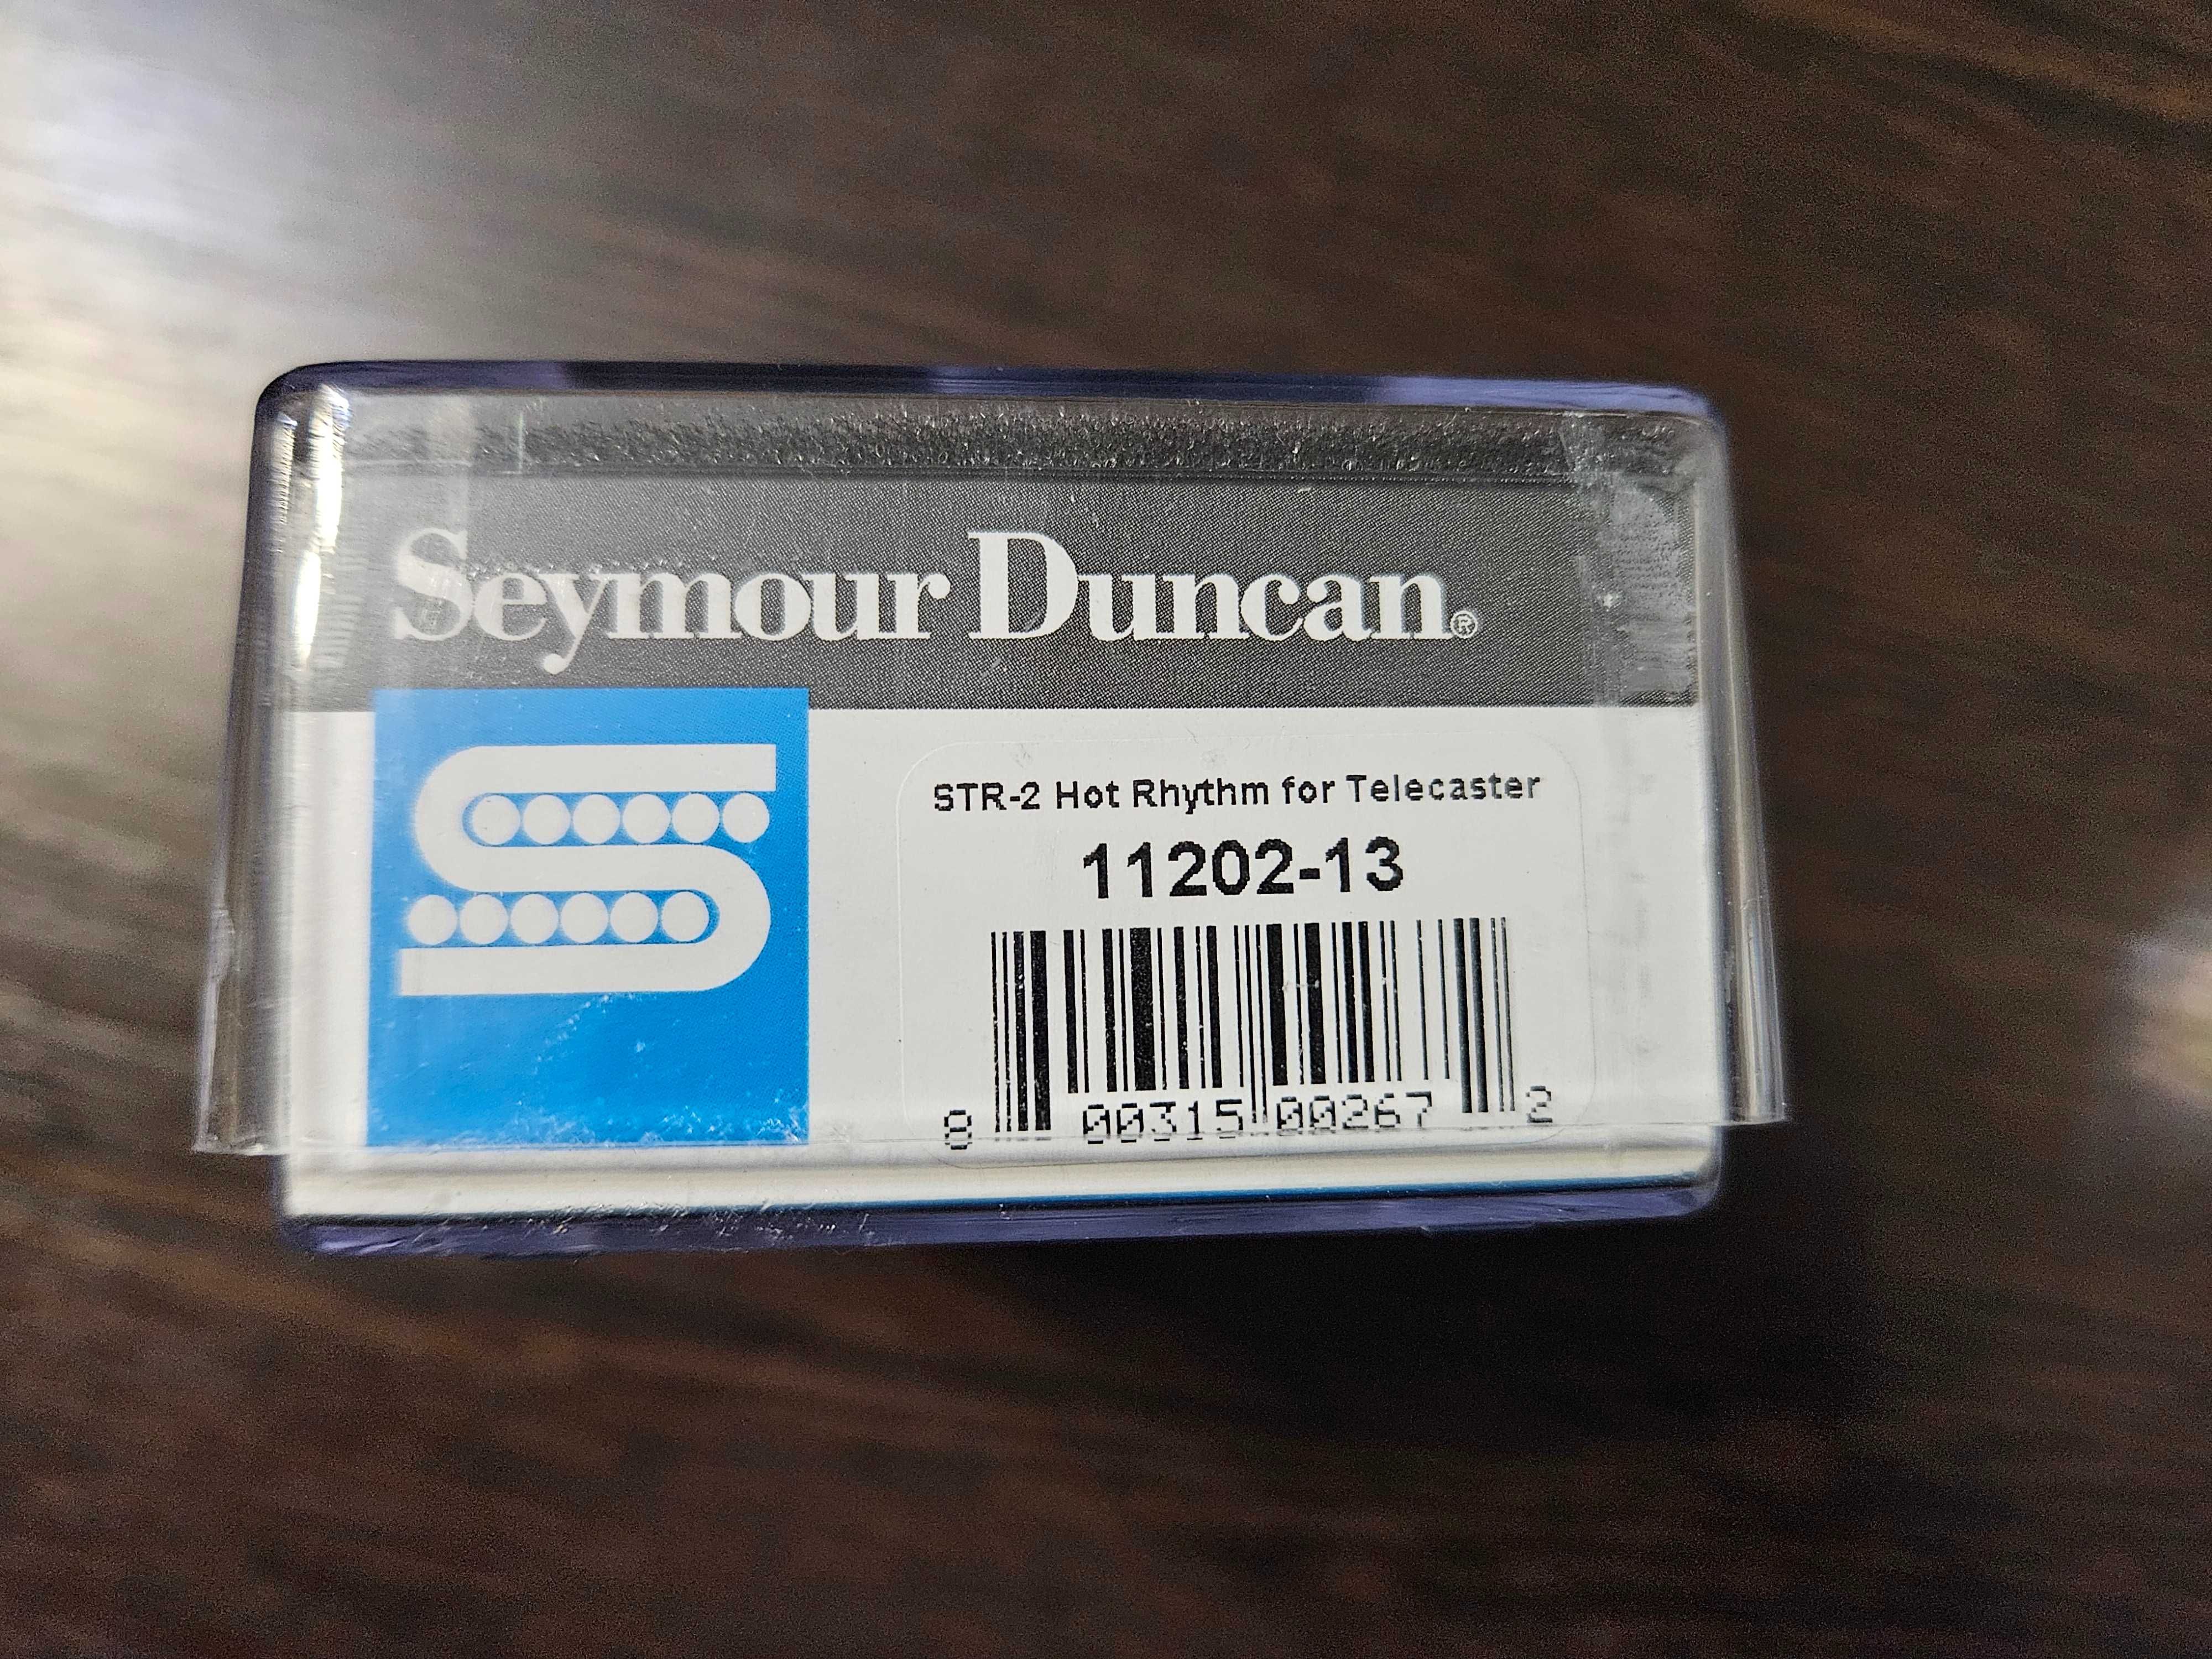 Seymour Duncan®
STR-2 Hot Rhythm for Telecaster
11202-13
8 00315 00267 2